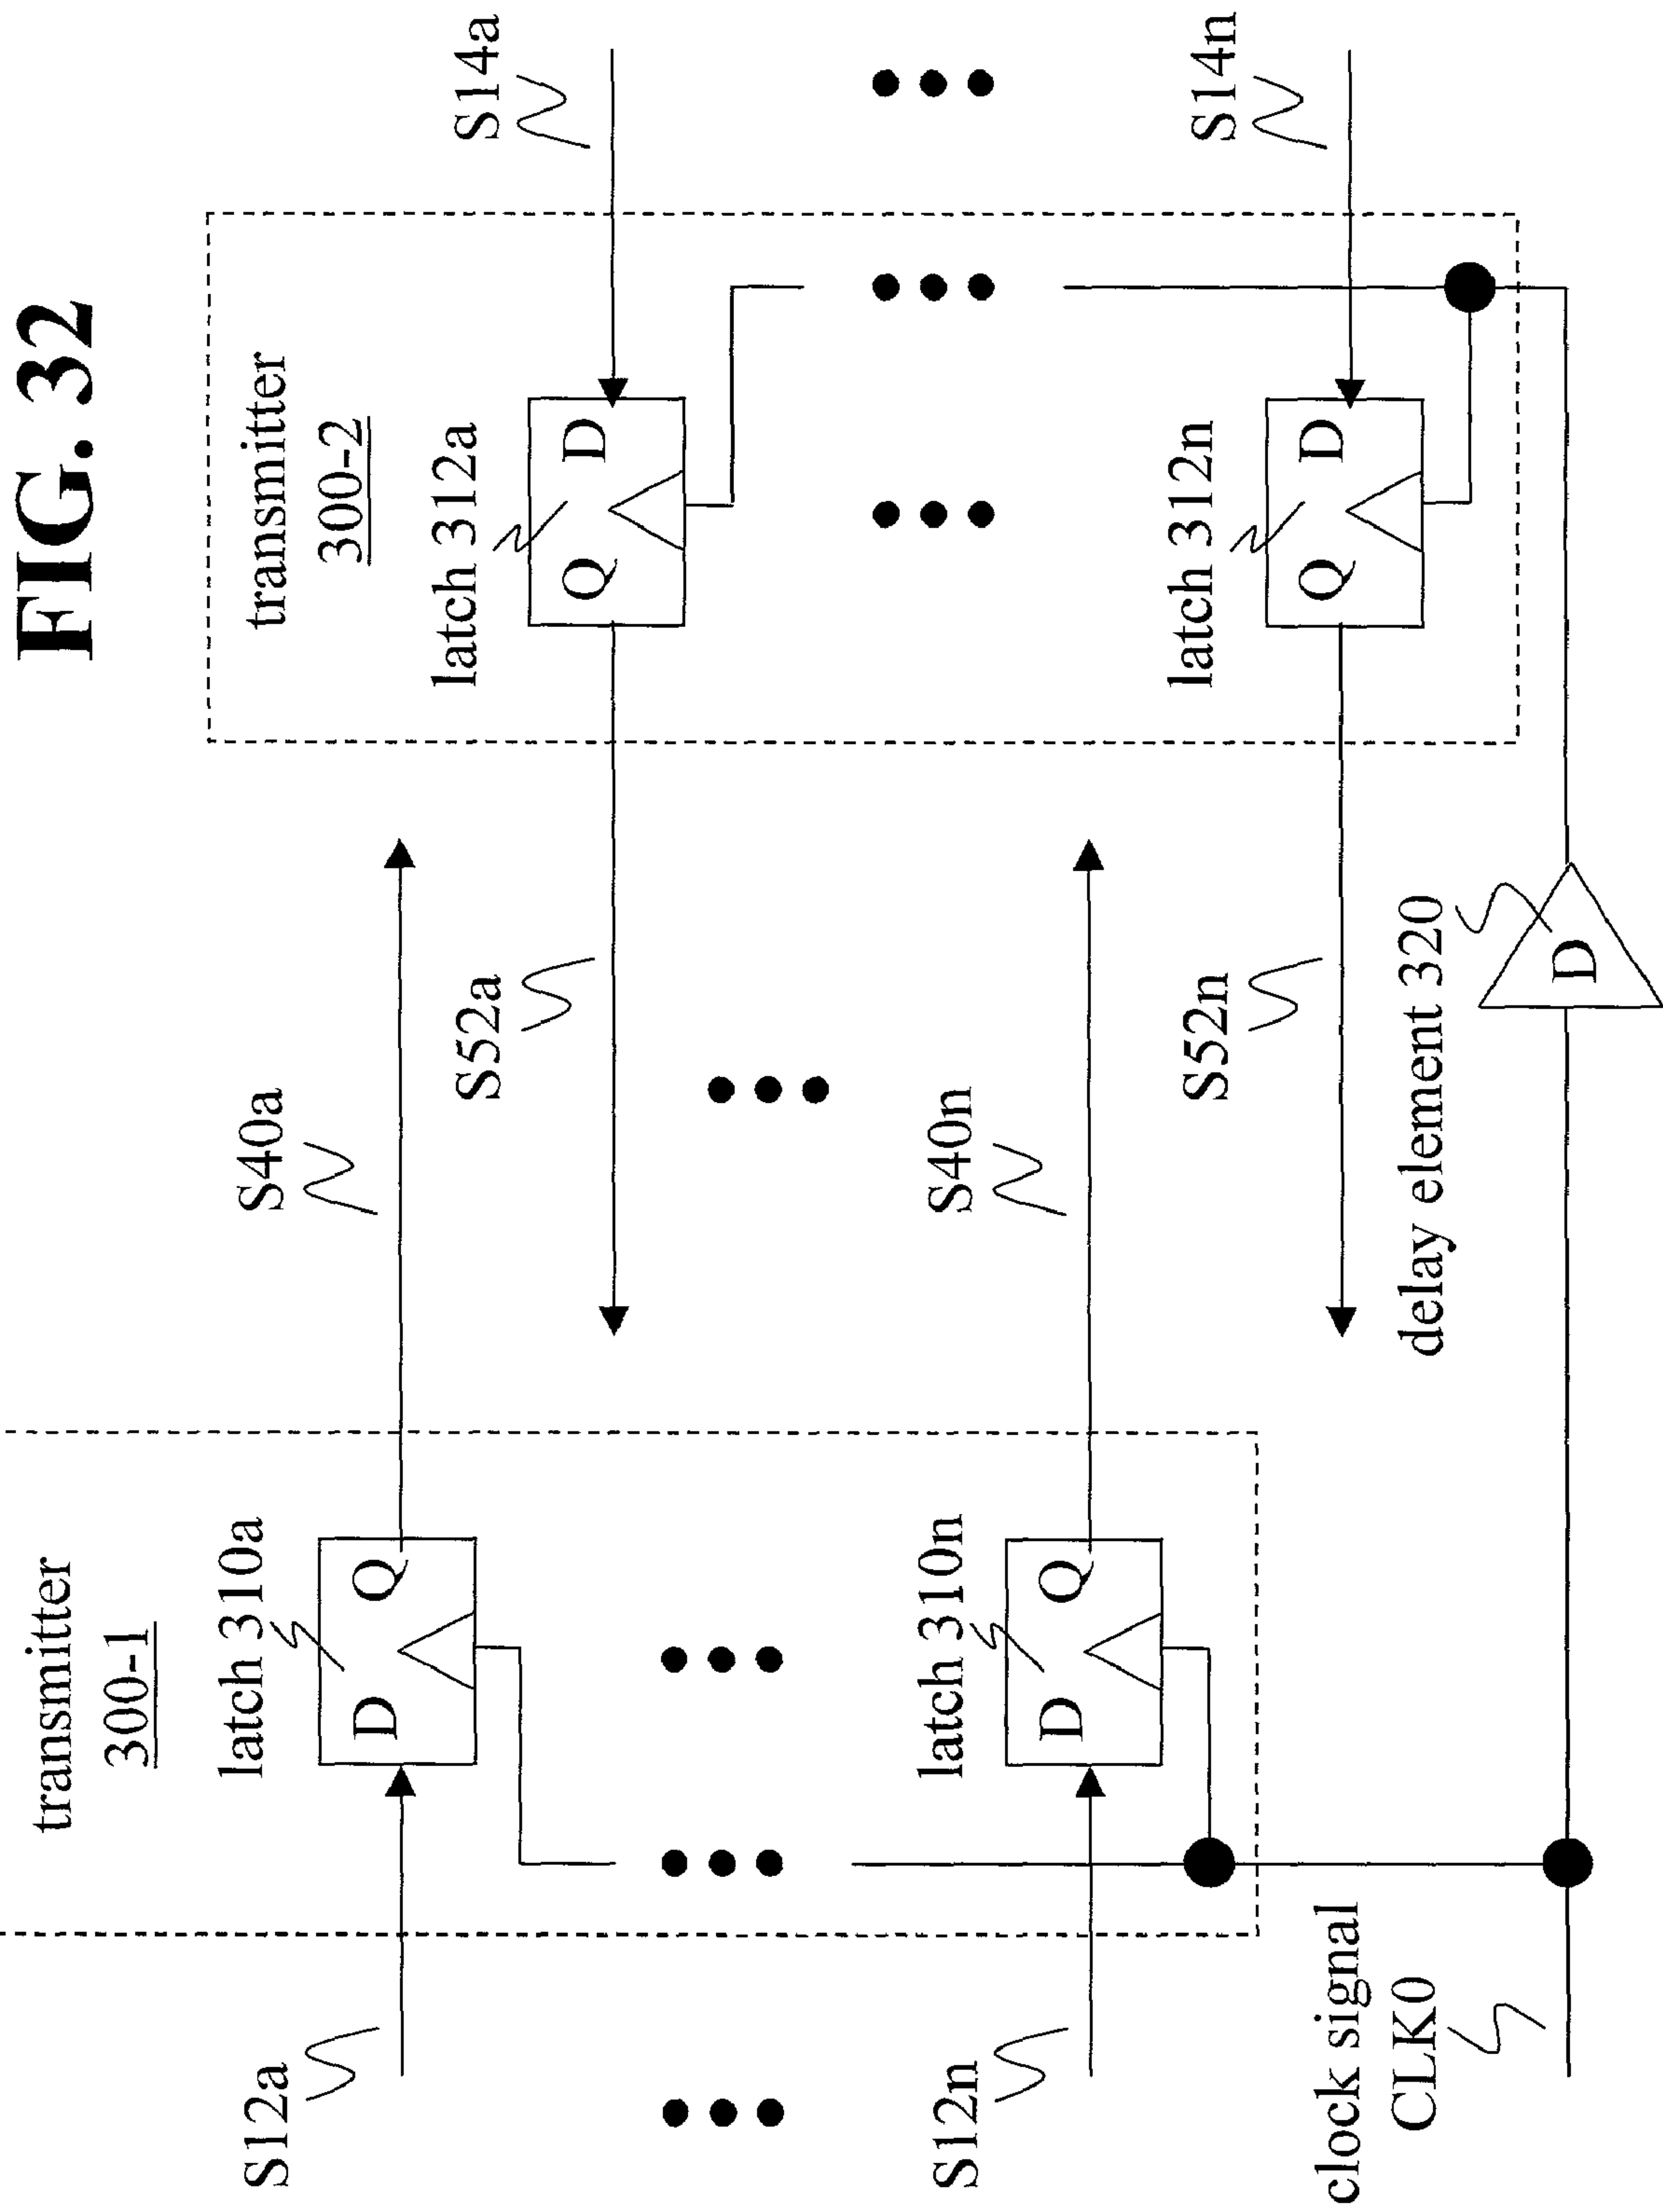 FIG. 32
transmitter
300-1
latch 310a
D
Q
S12a
S40a
transmitter
300-2
latch 312a
Q
D
S52a
S14a
latch 310n
D
Q
S12n
S40n
latch 312n
Q
D
S52n
S14n
clock signal
CLK0
delay element 320
D